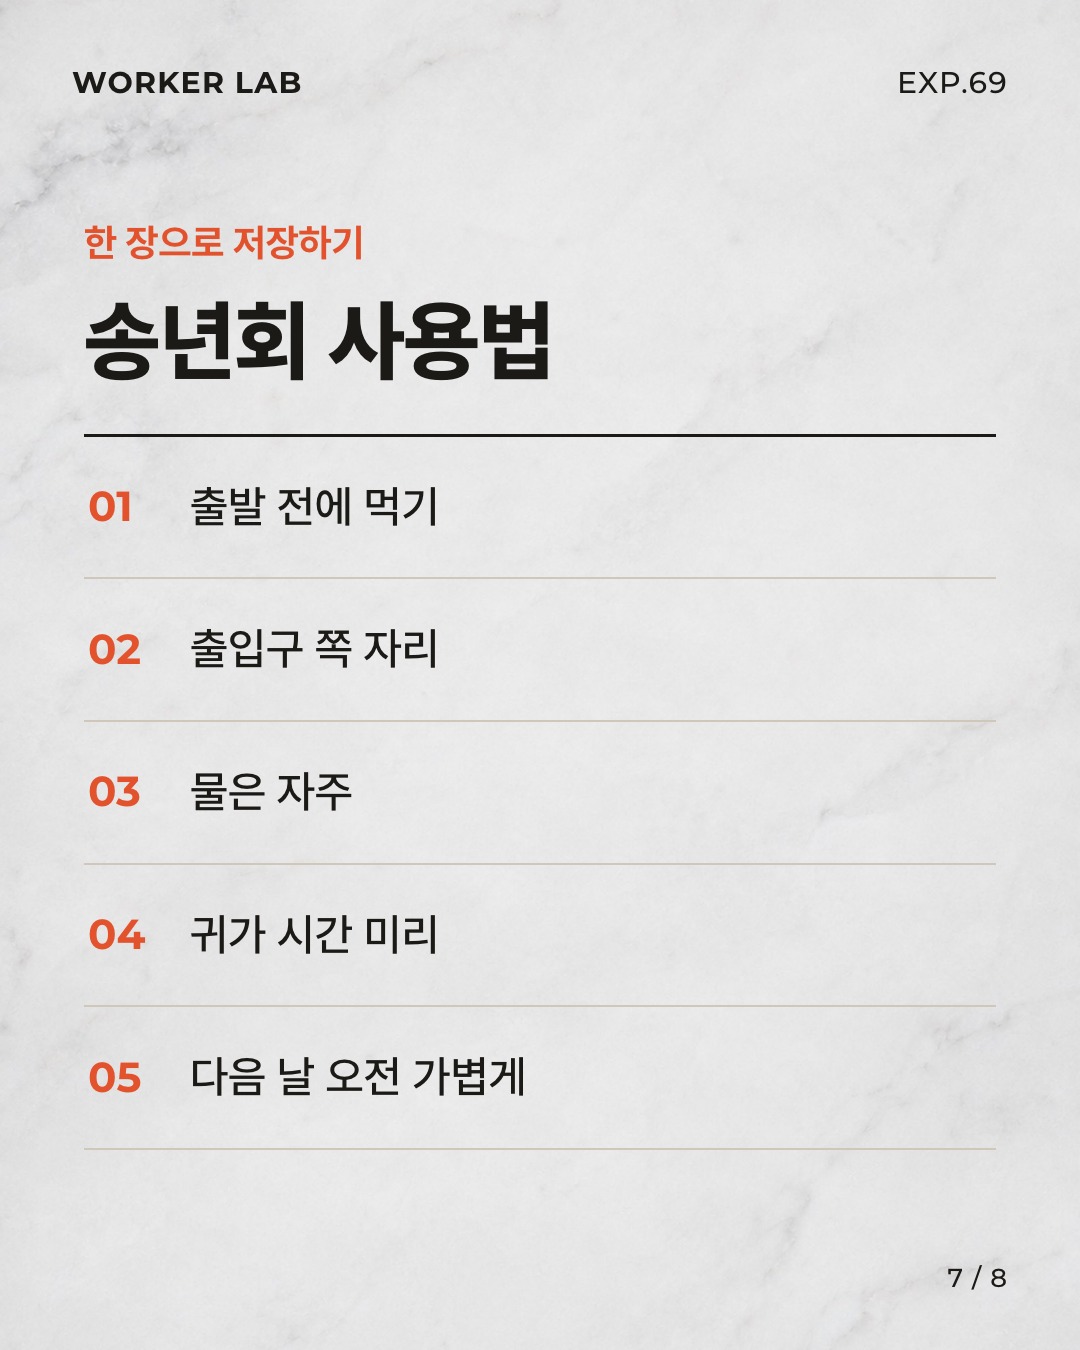 WORKER LAB
EXP.69
한 장으로 저장하기
송년회 사용법
01 출발 전에 먹기
02 출입구 쪽 자리
03 물은 자주
04 귀가 시간 미리
05 다음 날 오전 가볍게
7 / 8